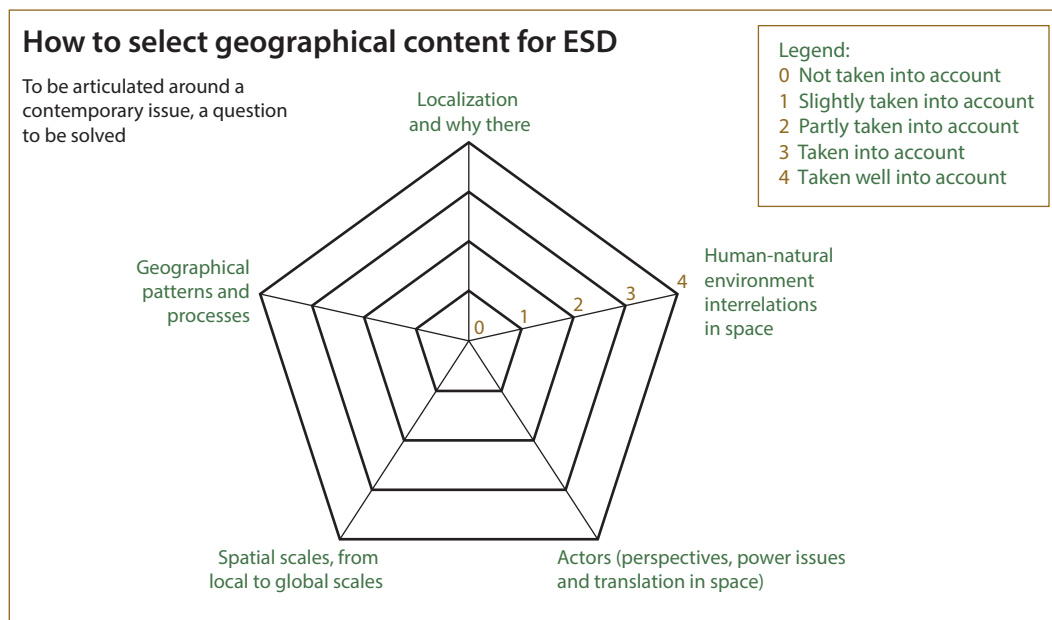 How to select geographical content for ESD
To be articulated around a
contemporary issue, a question
to be solved
Legend:
0 Not taken into account
1 Slightly taken into account
2 Partly taken into account
3 Taken into account
4 Taken well into account
Localization
and why there
Geographical
patterns and
processes
Human-natural
environment
interrelations
in space
4
3
2
1
0
Spatial scales, from
local to global scales
Actors (perspectives, power issues
and translation in space)